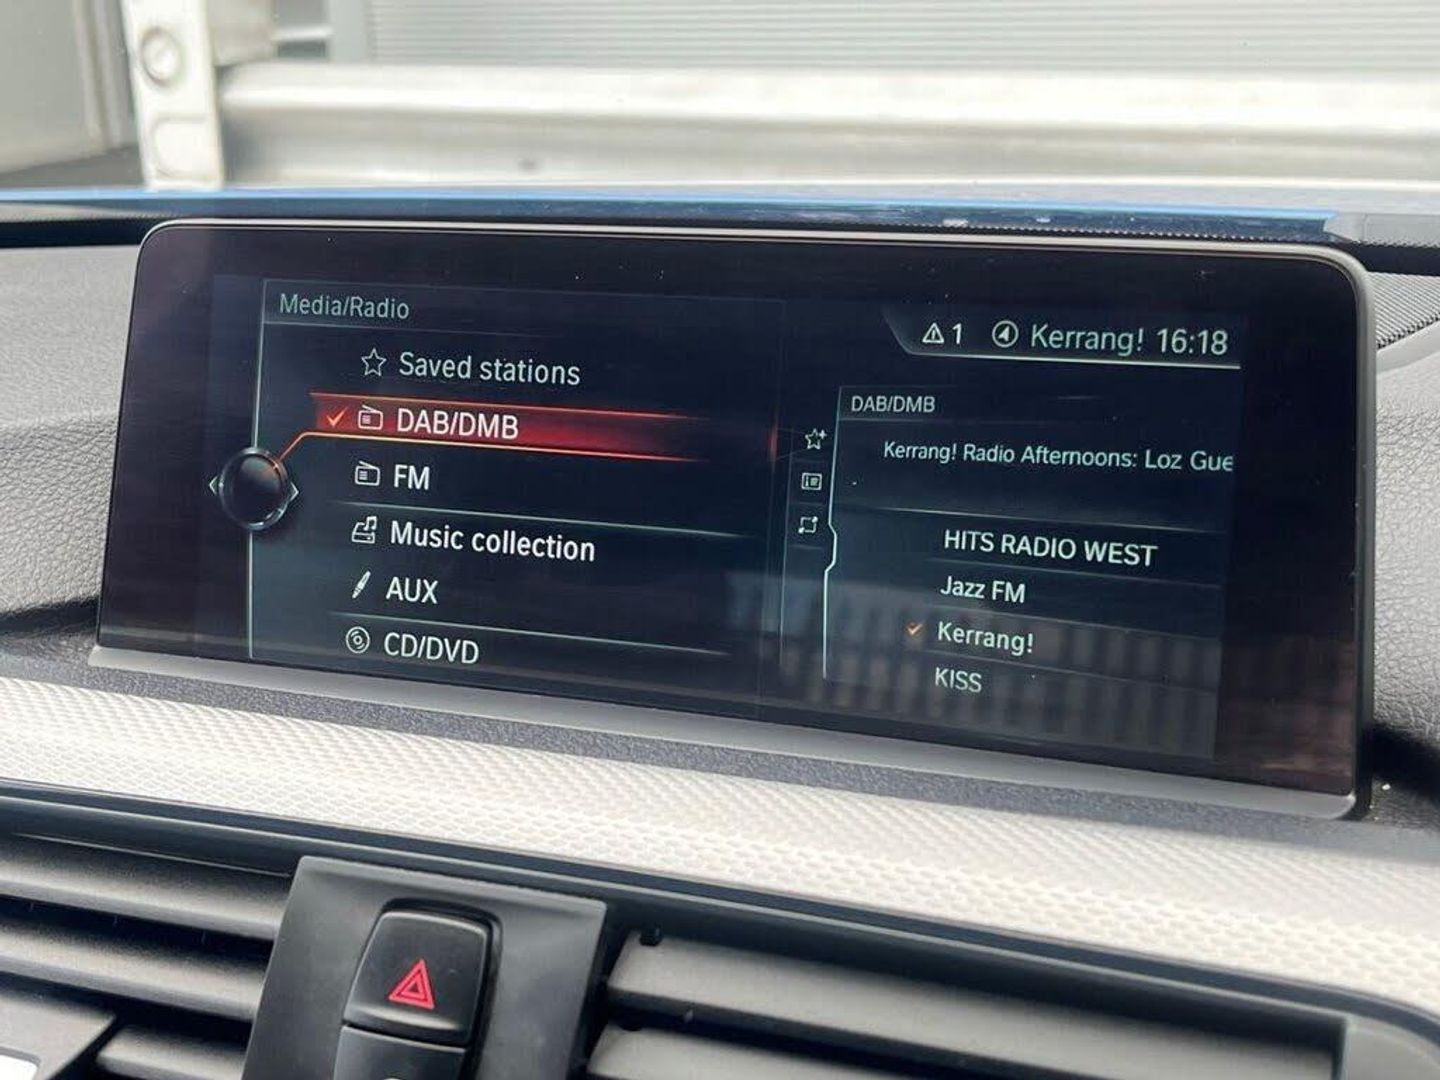 Media/Radio
1 Kerrang! 16:18
Saved stations
DAB/DMB
FM
Music collection
AUX
CD/DVD
DAB/DMB
Kerrang! Radio Afternoons: Loz Gue
HITS RADIO WEST
Jazz FM
Kerrang!
KISS